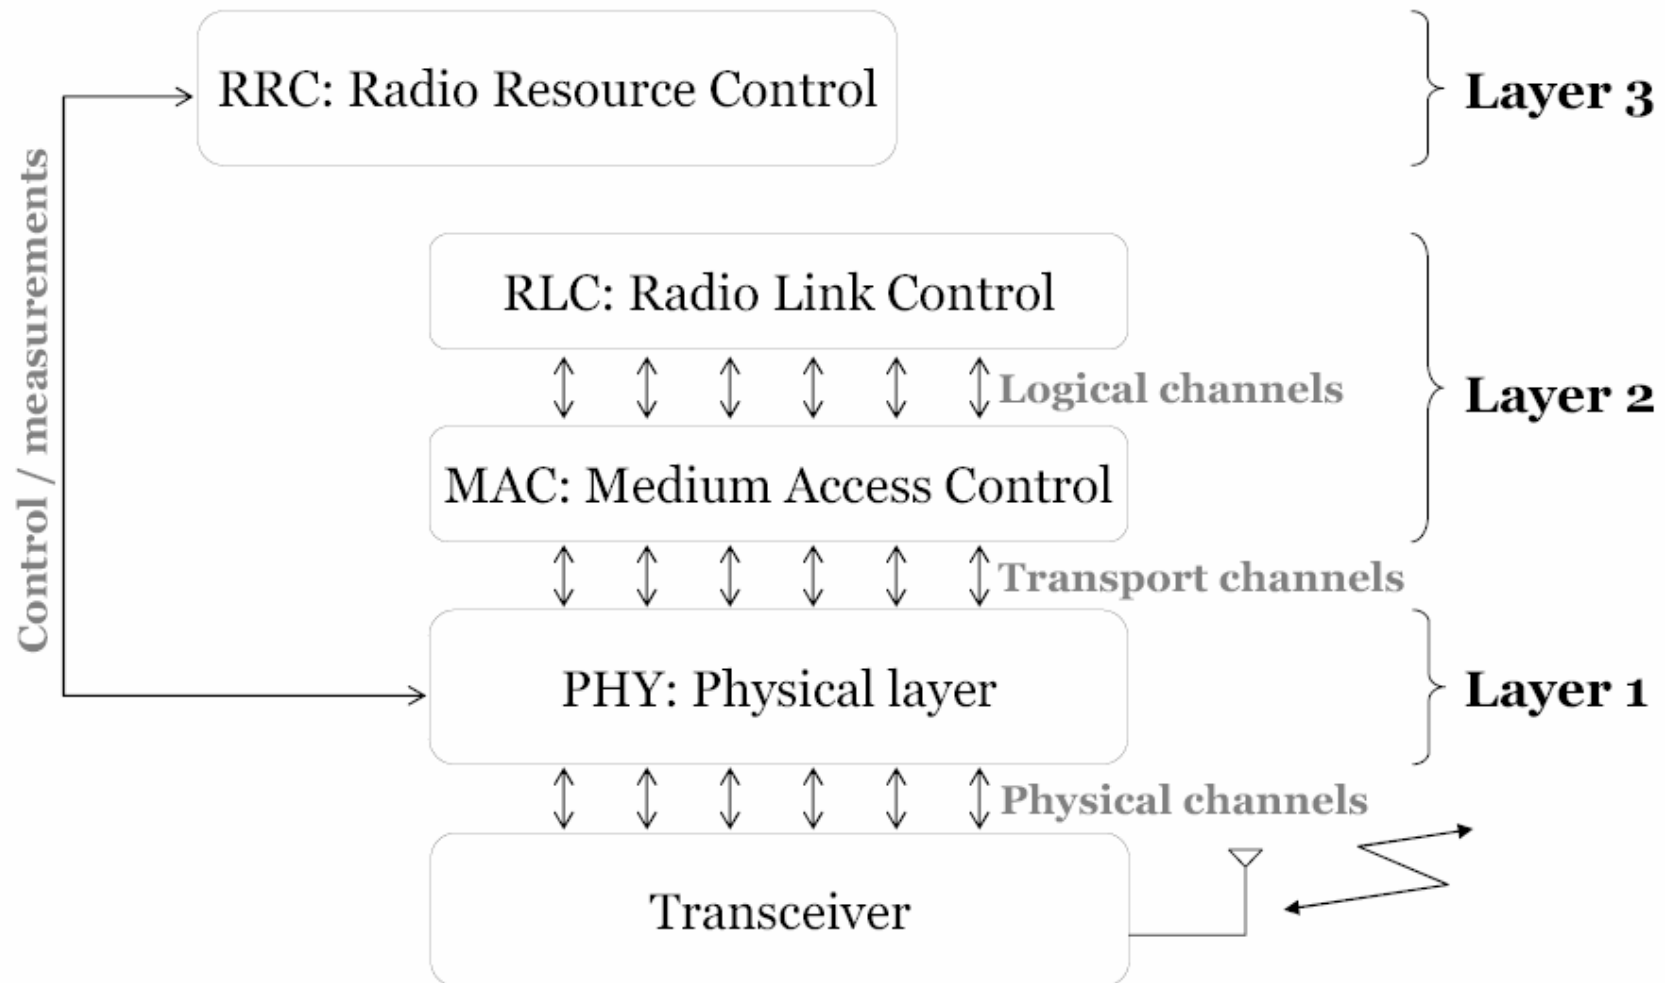 RRC: Radio Resource Control
Layer 3
Control / measurements
RLC: Radio Link Control
Logical channels
Layer 2
MAC: Medium Access Control
Transport channels
PHY: Physical layer
Layer 1
Physical channels
Transceiver